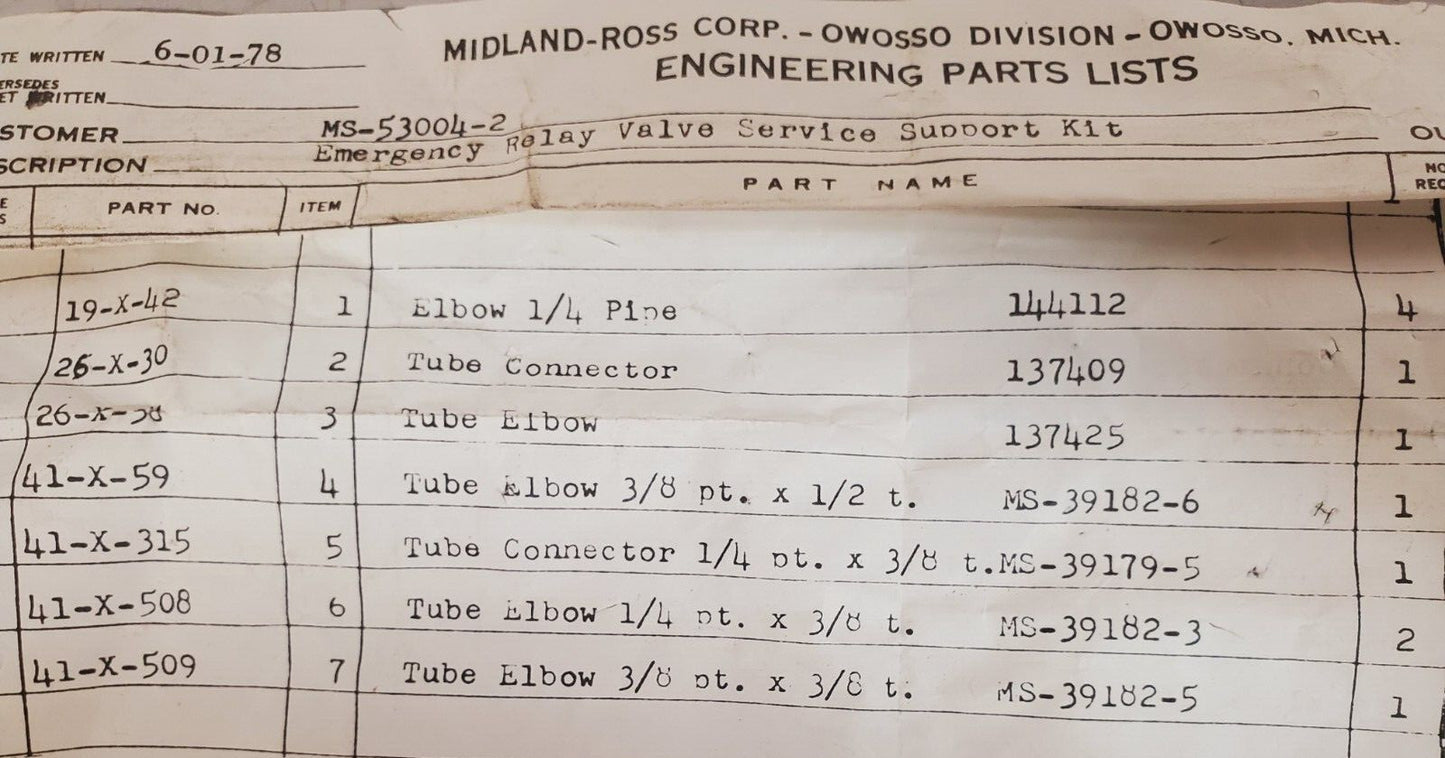 TE WRITTEN 6-01-78
MIDLAND-ROSS CORP. - OWOSSO DIVISION - OWOSSO, MICH.
ENGINEERING PARTS LISTS
ERSEDES
ET WRITTEN
STOMER MS-53004-2
SCRIPTION Emergency Relay Valve Service Support Kit
PART NO. ITEM PART NAME NO
REQ
19-X-42 1 Elbow 1/4 Pipe 144112 4
26-X-30 2 Tube Connector 137409 1
3 Tube Elbow 137425 1
41-X-59 4 Tube Elbow 3/8 pt. x 1/2 t. MS-39182-6 1
41-X-315 5 Tube Connector 1/4 pt. x 3/8 t. MS-39179-5 1
41-X-508 6 Tube Elbow 1/4 pt. x 3/8 t. MS-39182-3 2
41-X-509 7 Tube Elbow 3/8 pt. x 3/8 t. MS-39182-5 1